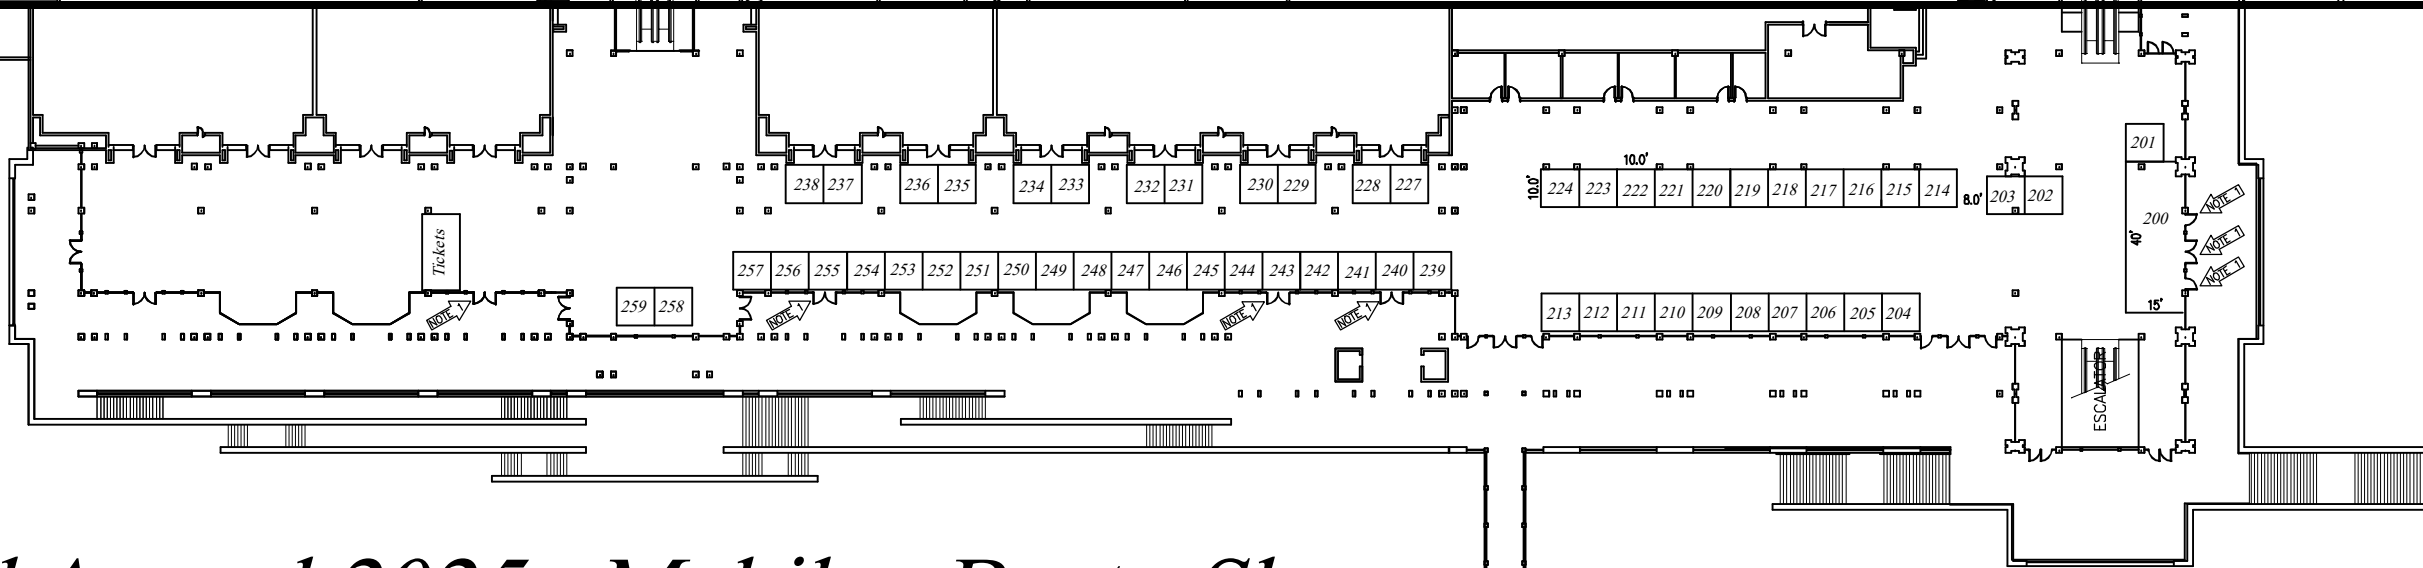 201
10.0'
10.0'
238 237 236 235 234 233 232 231 230 229 228 227
224 223 222 221 220 219 218 217 216 215 214
8.0'
203 202
200
40'
15'
NOTE 1
NOTE 1
NOTE 1
Tickets
257 256 255 254 253 252 251 250 249 248 247 246 245 244 243 242 241 240 239
259 258
213 212 211 210 209 208 207 206 205 204
NOTE 1
NOTE 1
NOTE 1
NOTE 1
ESCALATOR